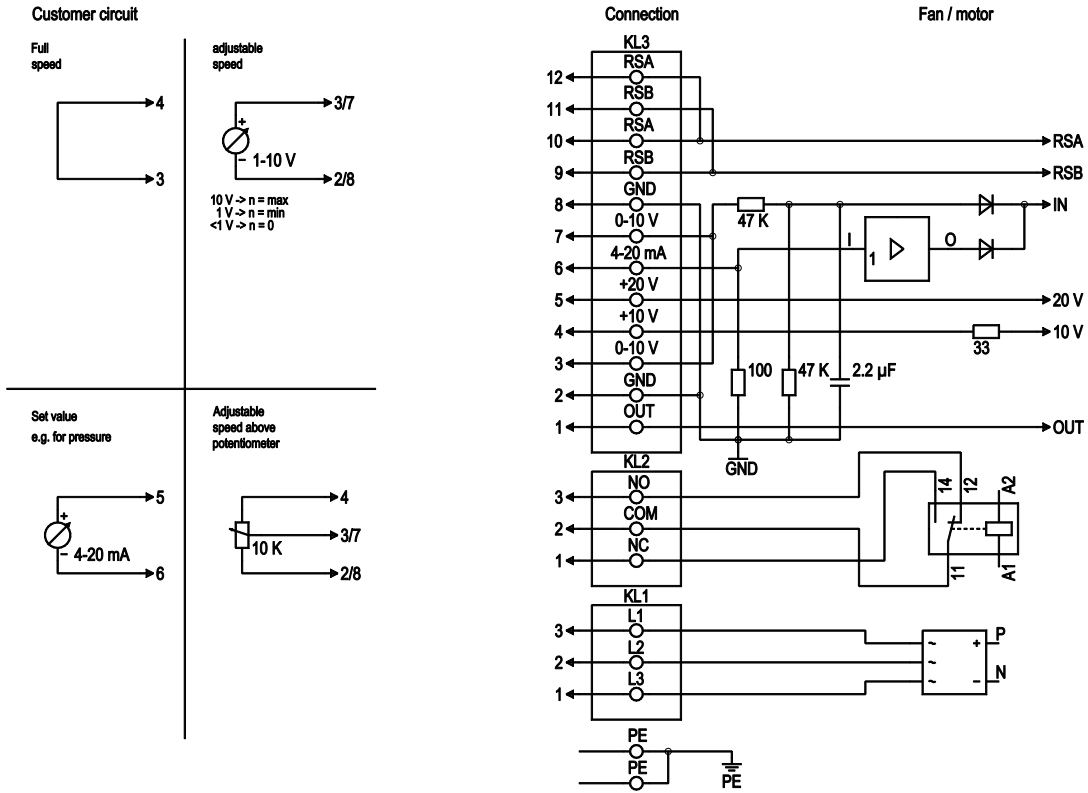 Customer circuit
Connection
Fan / motor
Full
speed
4
3
adjustable
speed
3/7
+
−
1-10 V
2/8
10 V -> n = max
1 V -> n = min
<1 V -> n = 0
Set value
e.g. for pressure
5
+
−
4-20 mA
6
Adjustable
speed above
potentiometer
4
3/7
10 K
2/8
KL3
RSA
12
RSB
11
RSA
10
RSA
RSB
9
RSB
GND
8
IN
47 K
0-10 V
7
I
1
O
4-20 mA
6
+20 V
5
20 V
+10 V
4
33
10 V
0-10 V
3
100
47 K
2.2 µF
GND
2
OUT
1
OUT
GND
KL2
NO
3
COM
2
NC
1
14
12
A2
11
A1
KL1
L1
3
L2
2
L3
1
~
+
P
~
~
−
N
PE
PE
PE